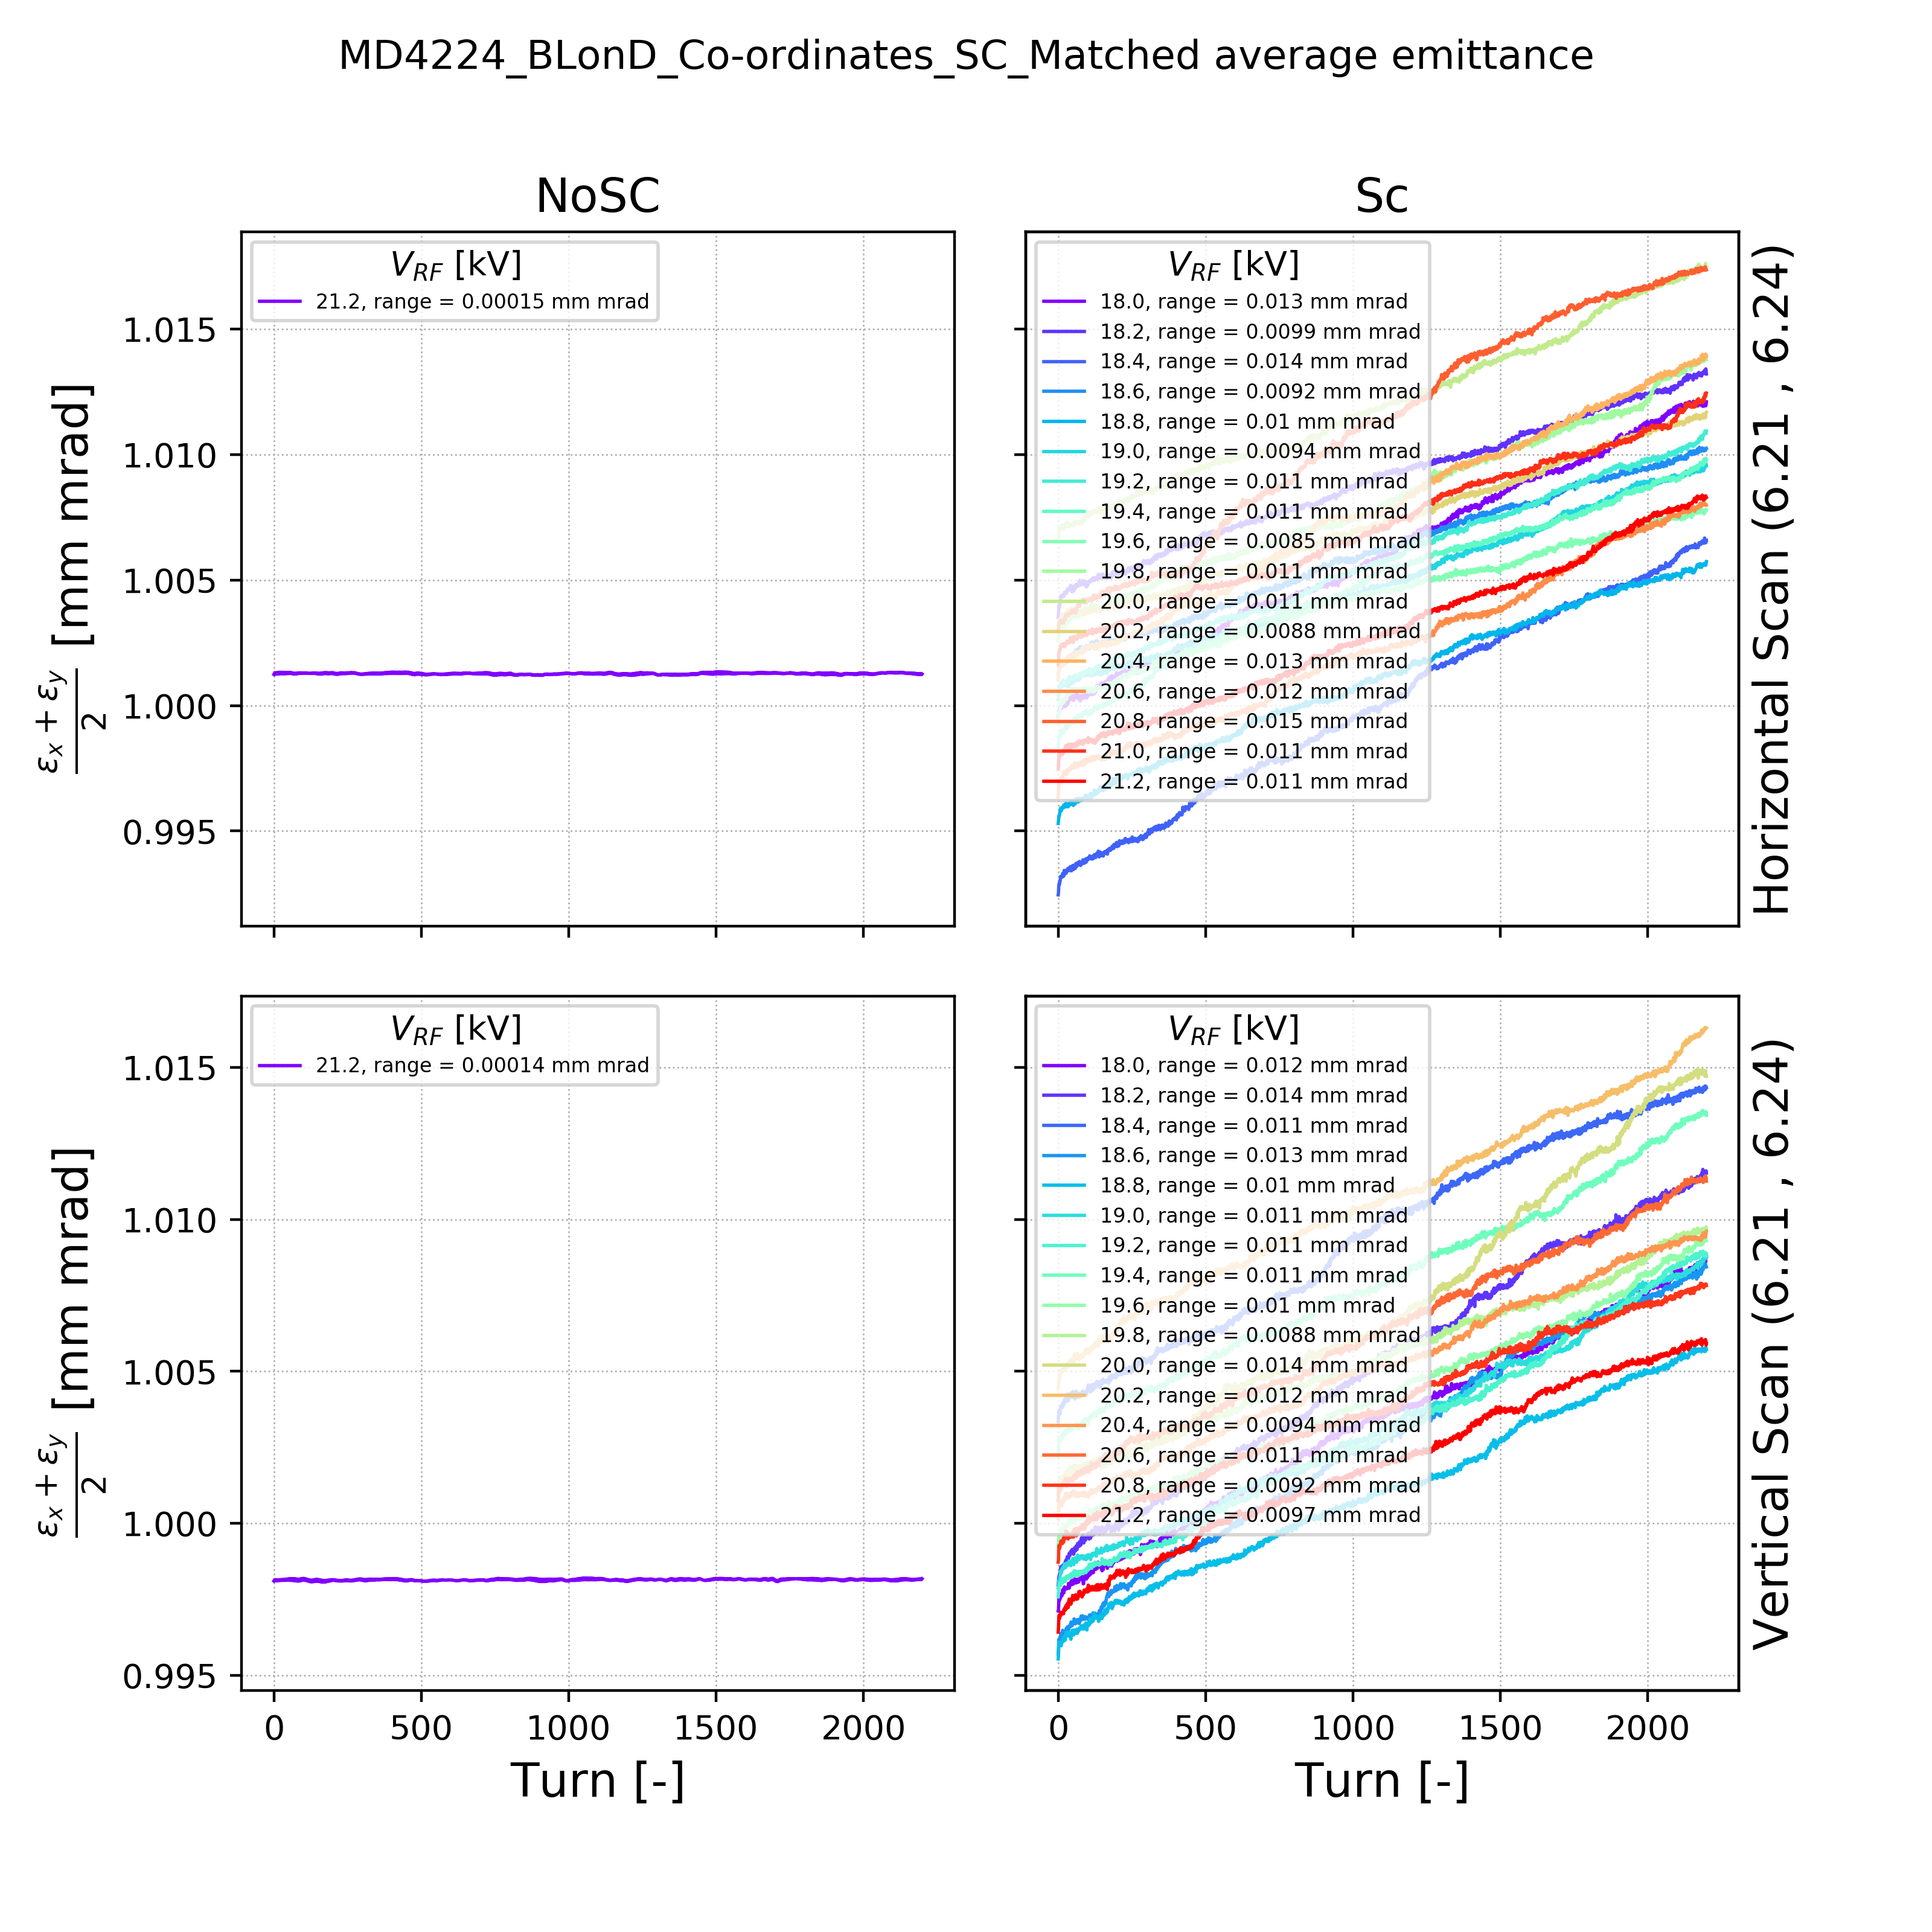 MD4224_BLonD_Co-ordinates_SC_Matched average emittance
NoSC
Sc
V_RF [kV]
21.2, range = 0.00015 mm mrad
1.015
1.010
1.005
1.000
0.995
ε_x + ε_y
2
[mm mrad]
V_RF [kV]
18.0, range = 0.013 mm mrad
18.2, range = 0.0099 mm mrad
18.4, range = 0.014 mm mrad
18.6, range = 0.0092 mm mrad
18.8, range = 0.01 mm mrad
19.0, range = 0.0094 mm mrad
19.2, range = 0.011 mm mrad
19.4, range = 0.011 mm mrad
19.6, range = 0.0085 mm mrad
19.8, range = 0.011 mm mrad
20.0, range = 0.011 mm mrad
20.2, range = 0.0088 mm mrad
20.4, range = 0.013 mm mrad
20.6, range = 0.012 mm mrad
20.8, range = 0.015 mm mrad
21.0, range = 0.011 mm mrad
21.2, range = 0.011 mm mrad
Horizontal Scan (6.21 , 6.24)
V_RF [kV]
21.2, range = 0.00014 mm mrad
1.015
1.010
1.005
1.000
0.995
ε_x + ε_y
2
[mm mrad]
0 500 1000 1500 2000
Turn [-]
V_RF [kV]
18.0, range = 0.012 mm mrad
18.2, range = 0.014 mm mrad
18.4, range = 0.011 mm mrad
18.6, range = 0.013 mm mrad
18.8, range = 0.01 mm mrad
19.0, range = 0.011 mm mrad
19.2, range = 0.011 mm mrad
19.4, range = 0.011 mm mrad
19.6, range = 0.01 mm mrad
19.8, range = 0.0088 mm mrad
20.0, range = 0.014 mm mrad
20.2, range = 0.012 mm mrad
20.4, range = 0.0094 mm mrad
20.6, range = 0.011 mm mrad
20.8, range = 0.0092 mm mrad
21.2, range = 0.0097 mm mrad
0 500 1000 1500 2000
Turn [-]
Vertical Scan (6.21 , 6.24)